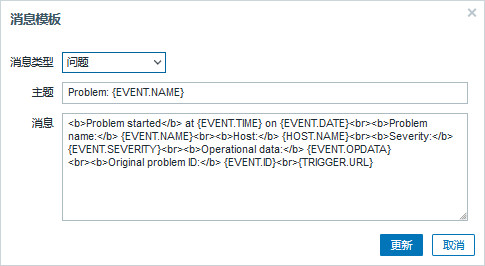 消息模板
消息类型 问题
主题 Problem: {EVENT.NAME}
消息 <b>Problem started</b> at {EVENT.TIME} on {EVENT.DATE}<br><b>Problem
name:</b> {EVENT.NAME}<br><b>Host:</b> {HOST.NAME}<br><b>Severity:</b>
{EVENT.SEVERITY}<br><b>Operational data:</b> {EVENT.OPDATA}
<br><b>Original problem ID:</b> {EVENT.ID}<br>{TRIGGER.URL}
更新 取消